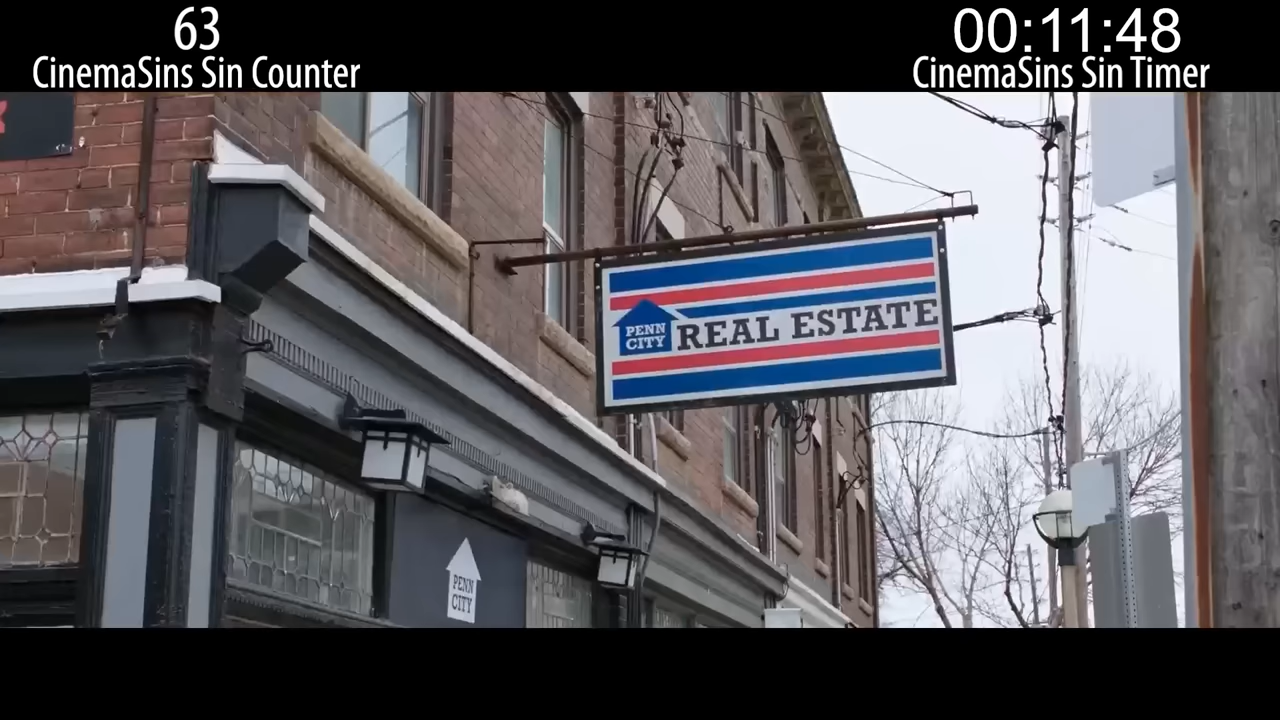 63
CinemaSins Sin Counter
00:11:48
CinemaSins Sin Timer
PENN
CITY
REAL ESTATE
PENN
CITY